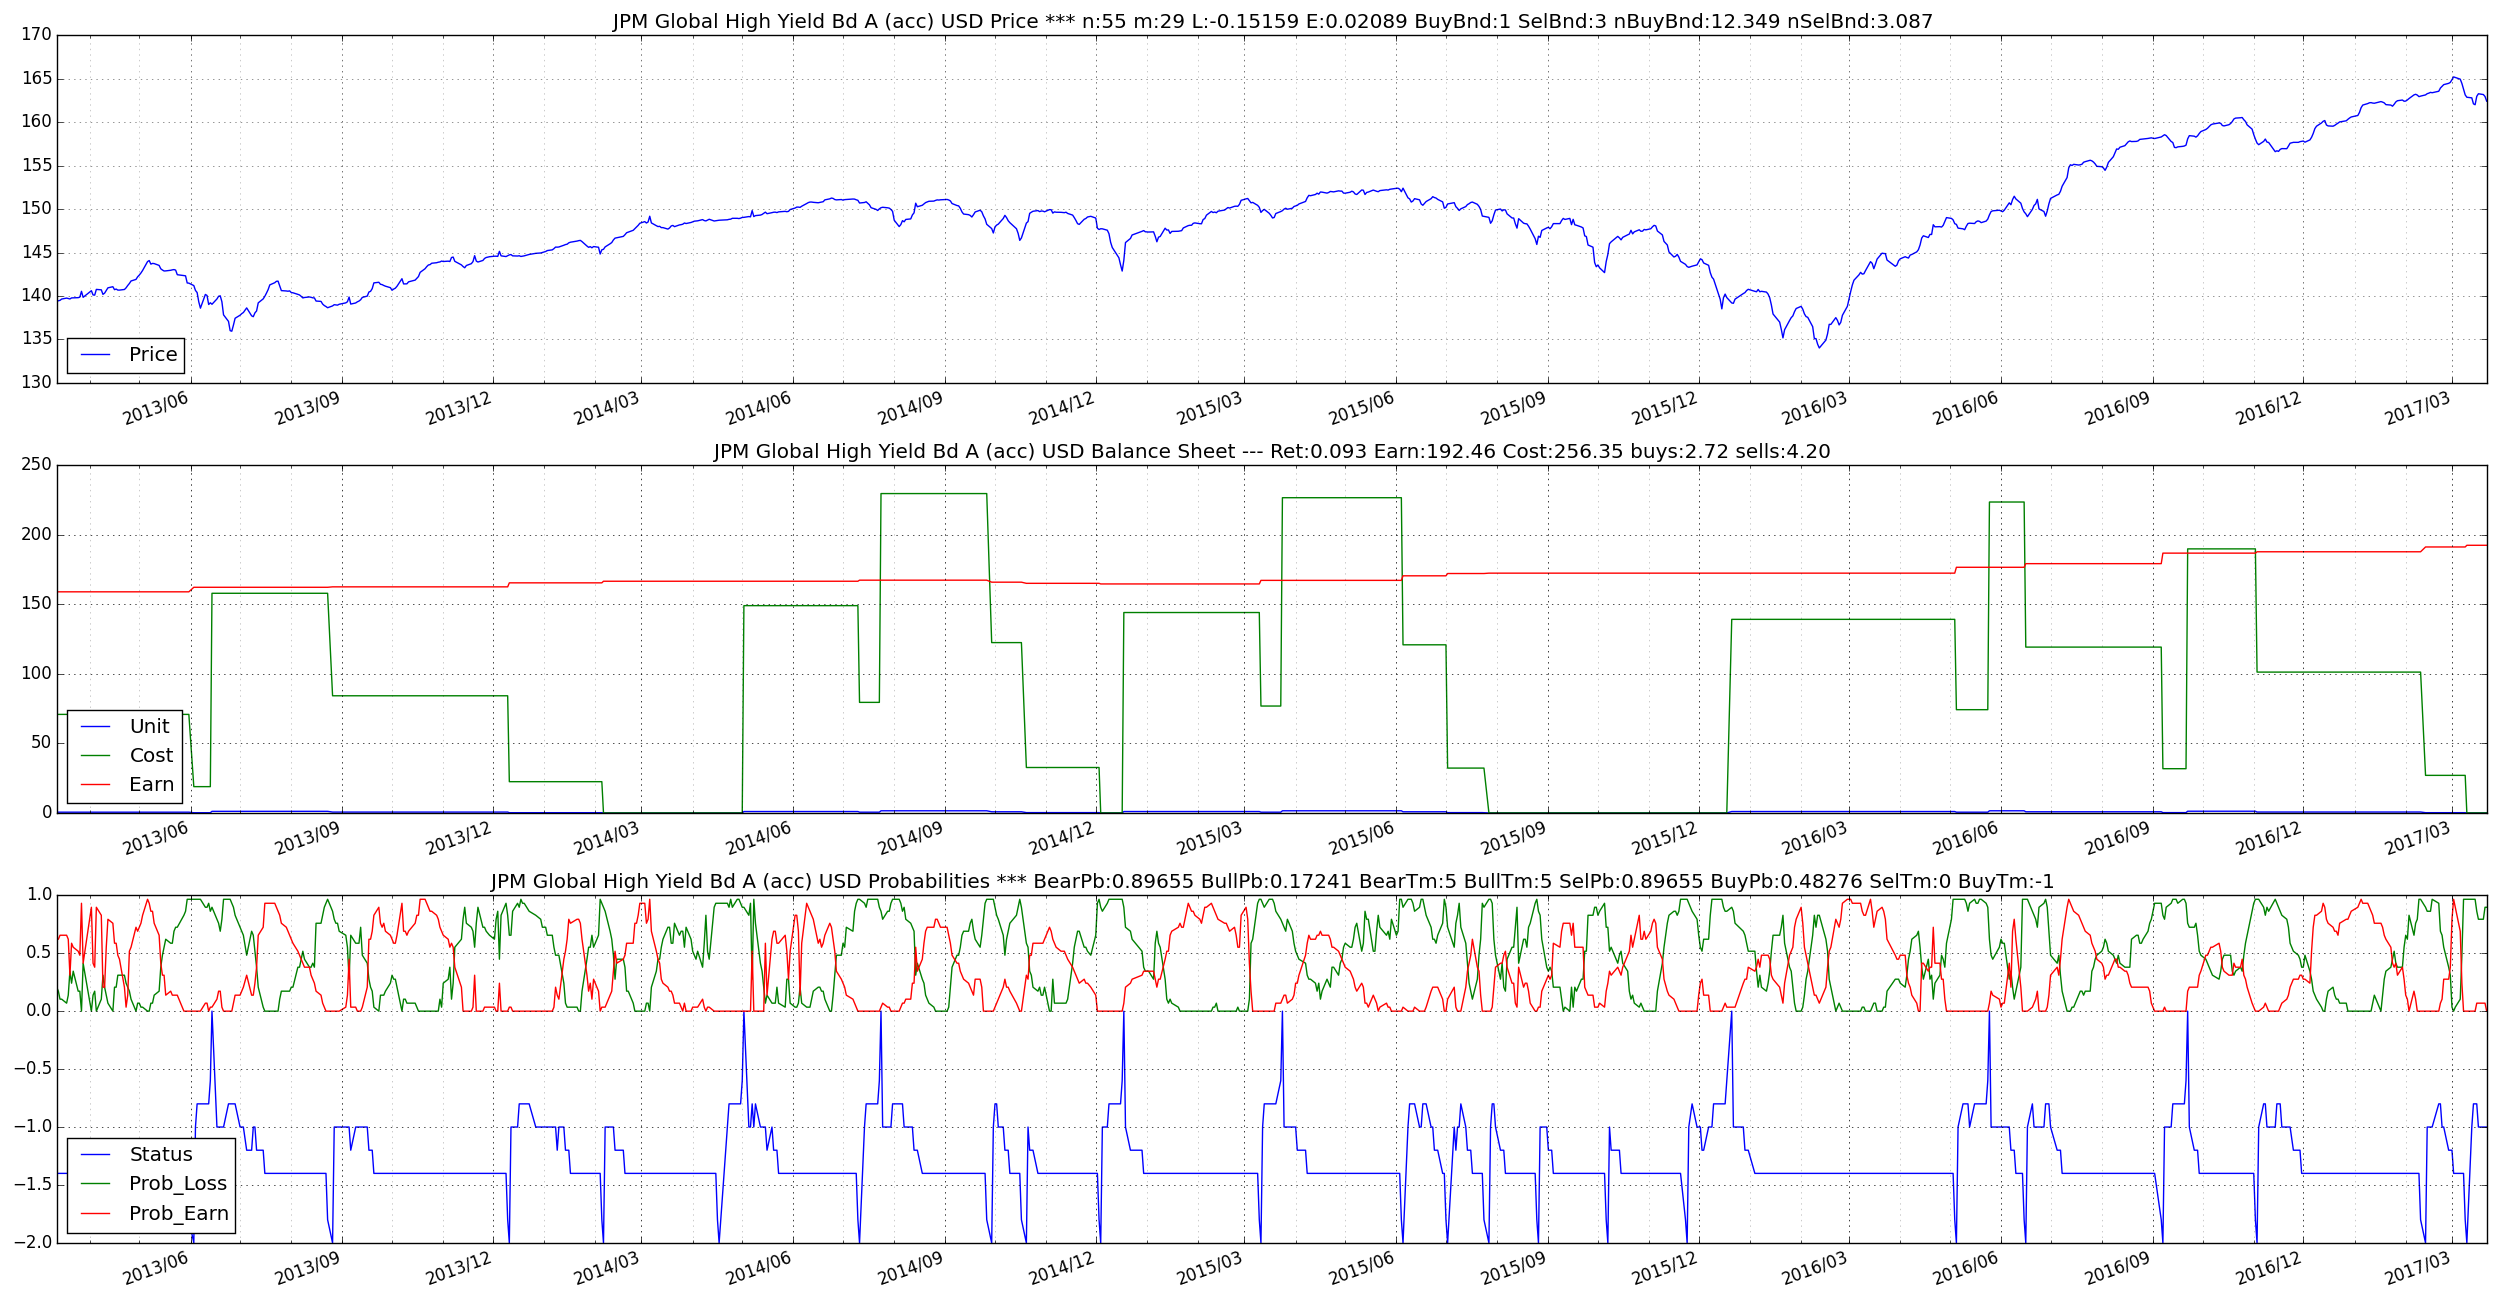 JPM Global High Yield Bd A (acc) USD Price *** n:55 m:29 L:-0.15159 E:0.02089 BuyBnd:1 SelBnd:3 nBuyBnd:12.349 nSelBnd:3.087
170
165
160
155
150
145
140
135
130
Price
2013/06 2013/09 2013/12 2014/03 2014/06 2014/09 2014/12 2015/03 2015/06 2015/09 2015/12 2016/03 2016/06 2016/09 2016/12 2017/03
JPM Global High Yield Bd A (acc) USD Balance Sheet --- Ret:0.093 Earn:192.46 Cost:256.35 buys:2.72 sells:4.20
250
200
150
100
50
0
Unit
Cost
Earn
2013/06 2013/09 2013/12 2014/03 2014/06 2014/09 2014/12 2015/03 2015/06 2015/09 2015/12 2016/03 2016/06 2016/09 2016/12 2017/03
JPM Global High Yield Bd A (acc) USD Probabilities *** BearPb:0.89655 BullPb:0.17241 BearTm:5 BullTm:5 SelPb:0.89655 BuyPb:0.48276 SelTm:0 BuyTm:-1
1.0
0.5
0.0
−0.5
−1.0
−1.5
−2.0
Status
Prob_Loss
Prob_Earn
2013/06 2013/09 2013/12 2014/03 2014/06 2014/09 2014/12 2015/03 2015/06 2015/09 2015/12 2016/03 2016/06 2016/09 2016/12 2017/03